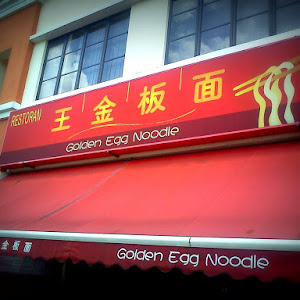 RESTORAN
王金板面
Golden Egg Noodle
金板面
Golden Egg Noodle